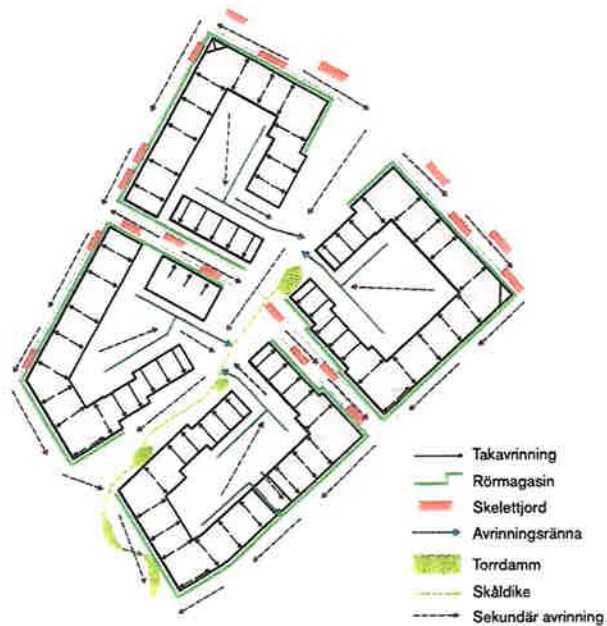 Takavrinning
Rörmagasin
Skelettjord
Avrinningsränna
Torrdamm
Skåldike
Sekundär avrinning